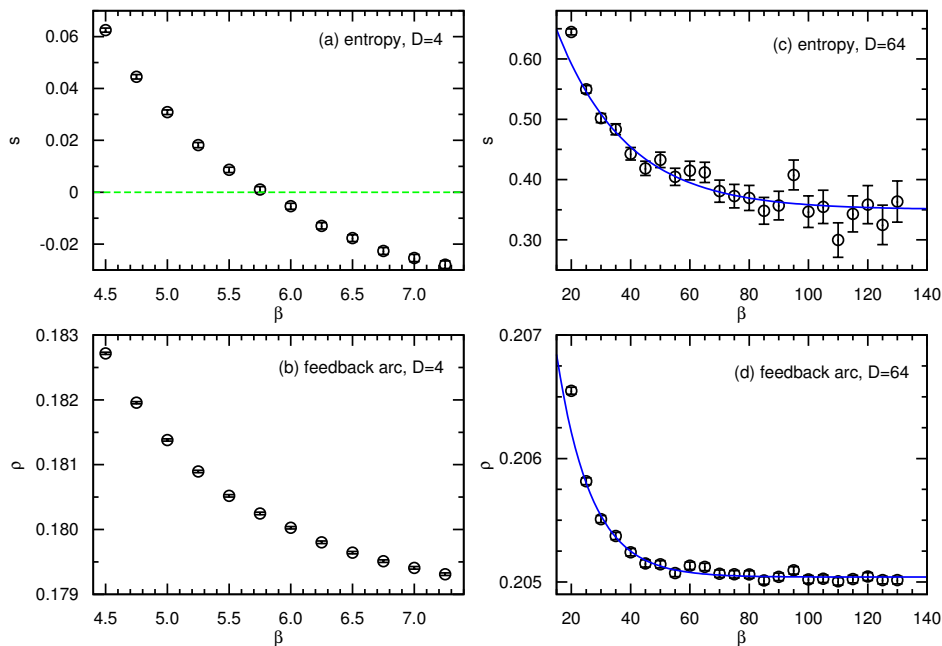 0.06
0.04
0.02
0
-0.02
s
(a) entropy, D=4
4.5 5.0 5.5 6.0 6.5 7.0
β
0.60
0.50
0.40
0.30
s
(c) entropy, D=64
20 40 60 80 100 120 140
β
0.183
0.182
0.181
0.180
0.179
ρ
(b) feedback arc, D=4
4.5 5.0 5.5 6.0 6.5 7.0
β
0.207
0.206
0.205
ρ
(d) feedback arc, D=64
20 40 60 80 100 120 140
β